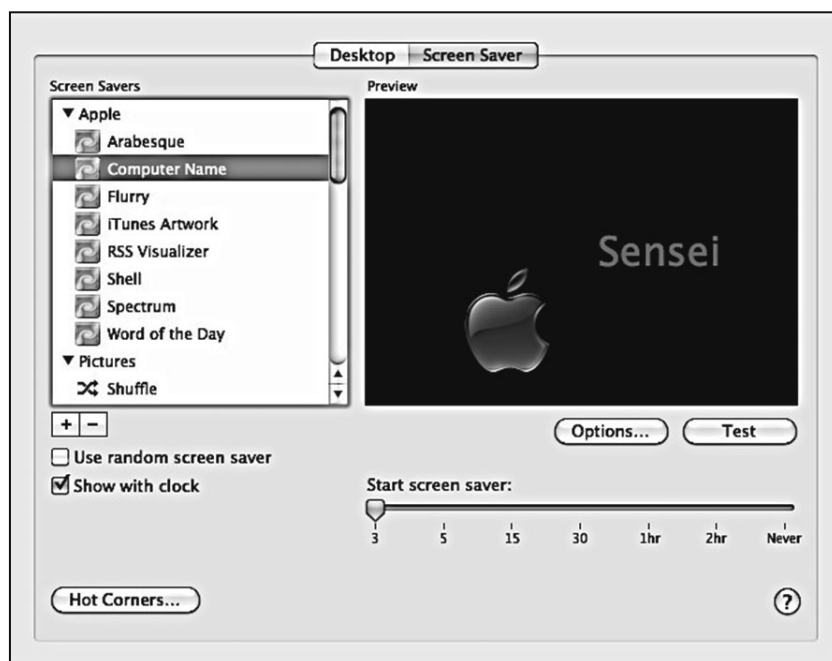 Desktop Screen Saver
Screen Savers
Apple
Arabesque
Computer Name
Flurry
iTunes Artwork
RSS Visualizer
Shell
Spectrum
Word of the Day
Pictures
Shuffle
+ −
Use random screen saver
Show with clock
Hot Corners...
Preview
Sensei
Options... Test
Start screen saver:
3 5 15 30 1hr 2hr Never
?